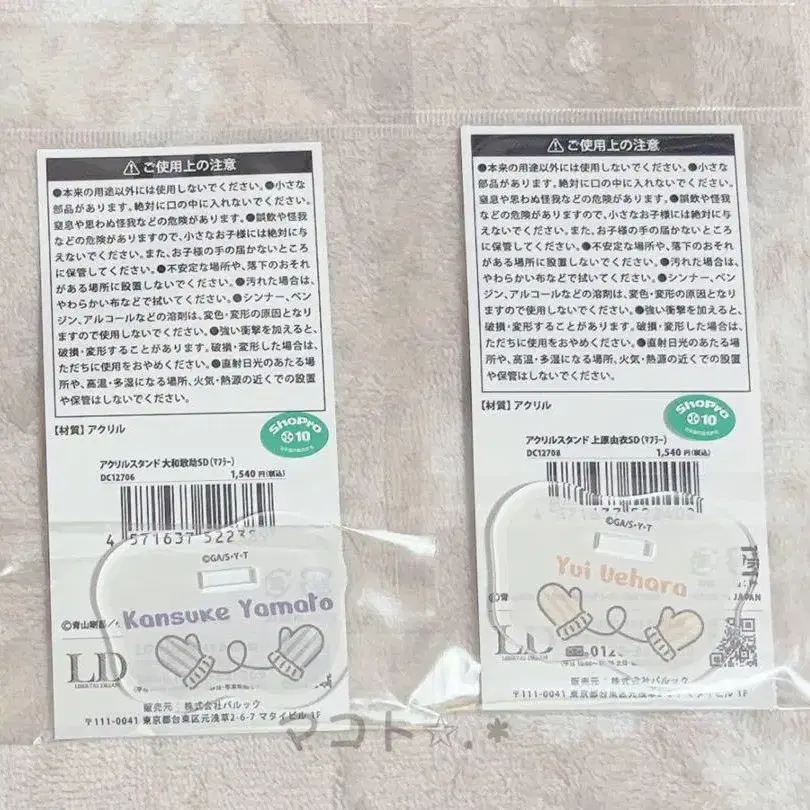 ⚠ご使用上の注意
●本来の用途以外には使用しないでください。●小さな
部品があります。絶対に口の中に入れないでください。
窒息や思わぬ怪我などの危険があります。●誤飲や怪我
などの危険がありますので、小さなお子様には絶対に与
えないでください。また、お子様の手の届かないところ
に保管してください。●不安定な場所や、落下のおそれ
がある場所に設置しないでください。●汚れた場合は、
やわらかい布などで拭いてください。●シンナー、ベン
ジン、アルコールなどの溶剤は、変色・変形の原因となり
ますので使用しないでください。●強い衝撃を加えると、
破損・変形することがあります。破損・変形した場合は、
ただちに使用をおやめください。●直射日光のあたる場
所や、高温・多湿になる場所、火気・熱源の近くでの設置
や保管はしないでください。
【材質】アクリル
ShoPro
10
アクリルスタンド 大和敢助SD(マフラー)
DC12706 1,540円(税込)
4 571637 522
©GA/S・Y・T
Kansuke Yamato
©青山剛昌/
LD
販売元:株式会社バルック
〒111-0041 東京都台東区元浅草2-6-7 マタイビル 1F
⚠ご使用上の注意
●本来の用途以外には使用しないでください。●小さな
部品があります。絶対に口の中に入れないでください。
窒息や思わぬ怪我などの危険があります。●誤飲や怪我
などの危険がありますので、小さなお子様には絶対に与
えないでください。また、お子様の手の届かないところ
に保管してください。●不安定な場所や、落下のおそれ
がある場所に設置しないでください。●汚れた場合は、
やわらかい布などで拭いてください。●シンナー、ベン
ジン、アルコールなどの溶剤は、変色・変形の原因となり
ますので使用しないでください。●強い衝撃を加えると、
破損・変形することがあります。破損・変形した場合は、
ただちに使用をおやめください。●直射日光のあたる場
所や、高温・多湿になる場所、火気・熱源の近くでの設置
や保管はしないでください。
【材質】アクリル
ShoPro
10
アクリルスタンド 上原由衣SD(マフラー)
DC12708 1,540円(税込)
©GA/S・Y・T
Yui Uehara
©青
JAPAN
LD
LIBERTAS DREAM
012
販売元:株式会社バルック
〒111-0041 東京都台東区元浅草2-6-7 マタイビル 1F
マコト☆.*